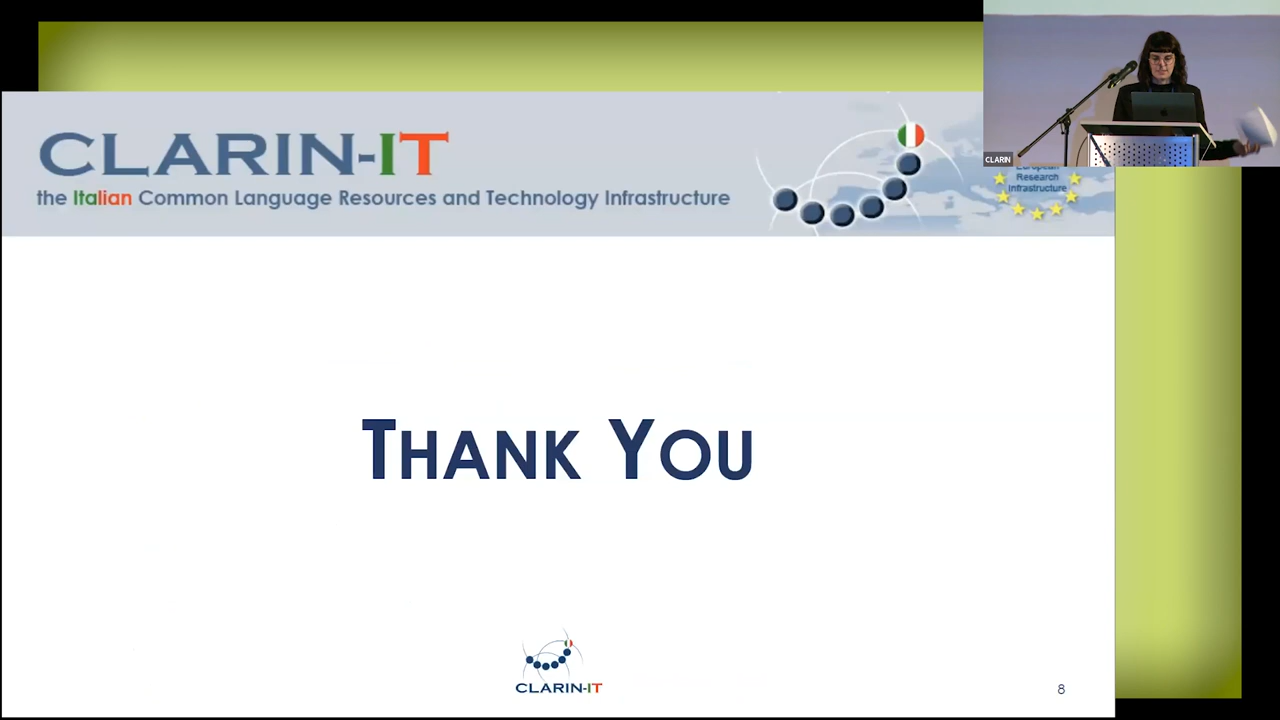 CLARIN-IT
the Italian Common Language Resources and Technology Infrastructure
CLARIN
European
Research
Infrastructure
THANK YOU
CLARIN-IT
8